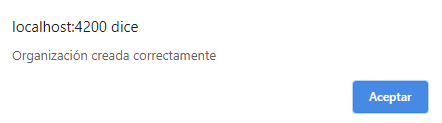 localhost:4200 dice
Organización creada correctamente
Aceptar